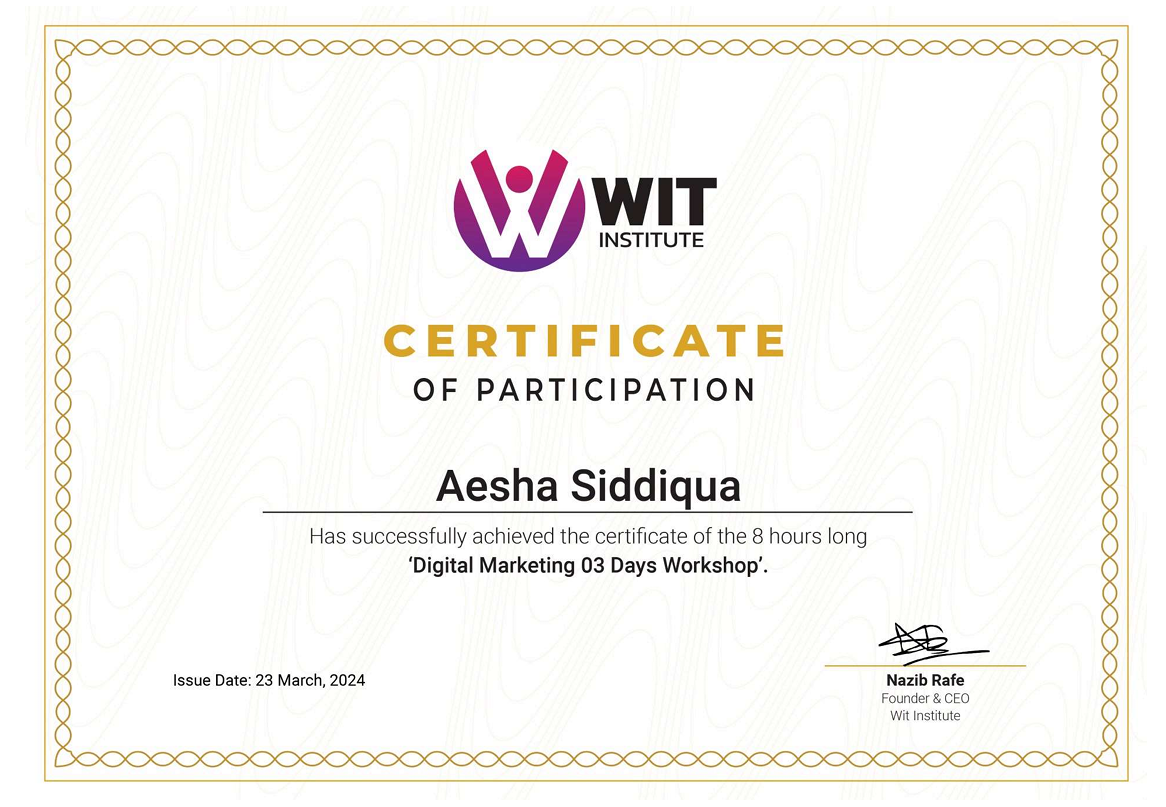 WIT
INSTITUTE
CERTIFICATE
OF PARTICIPATION
Aesha Siddiqua
Has successfully achieved the certificate of the 8 hours long
‘Digital Marketing 03 Days Workshop’.
Issue Date: 23 March, 2024
Nazib Rafe
Founder & CEO
Wit Institute